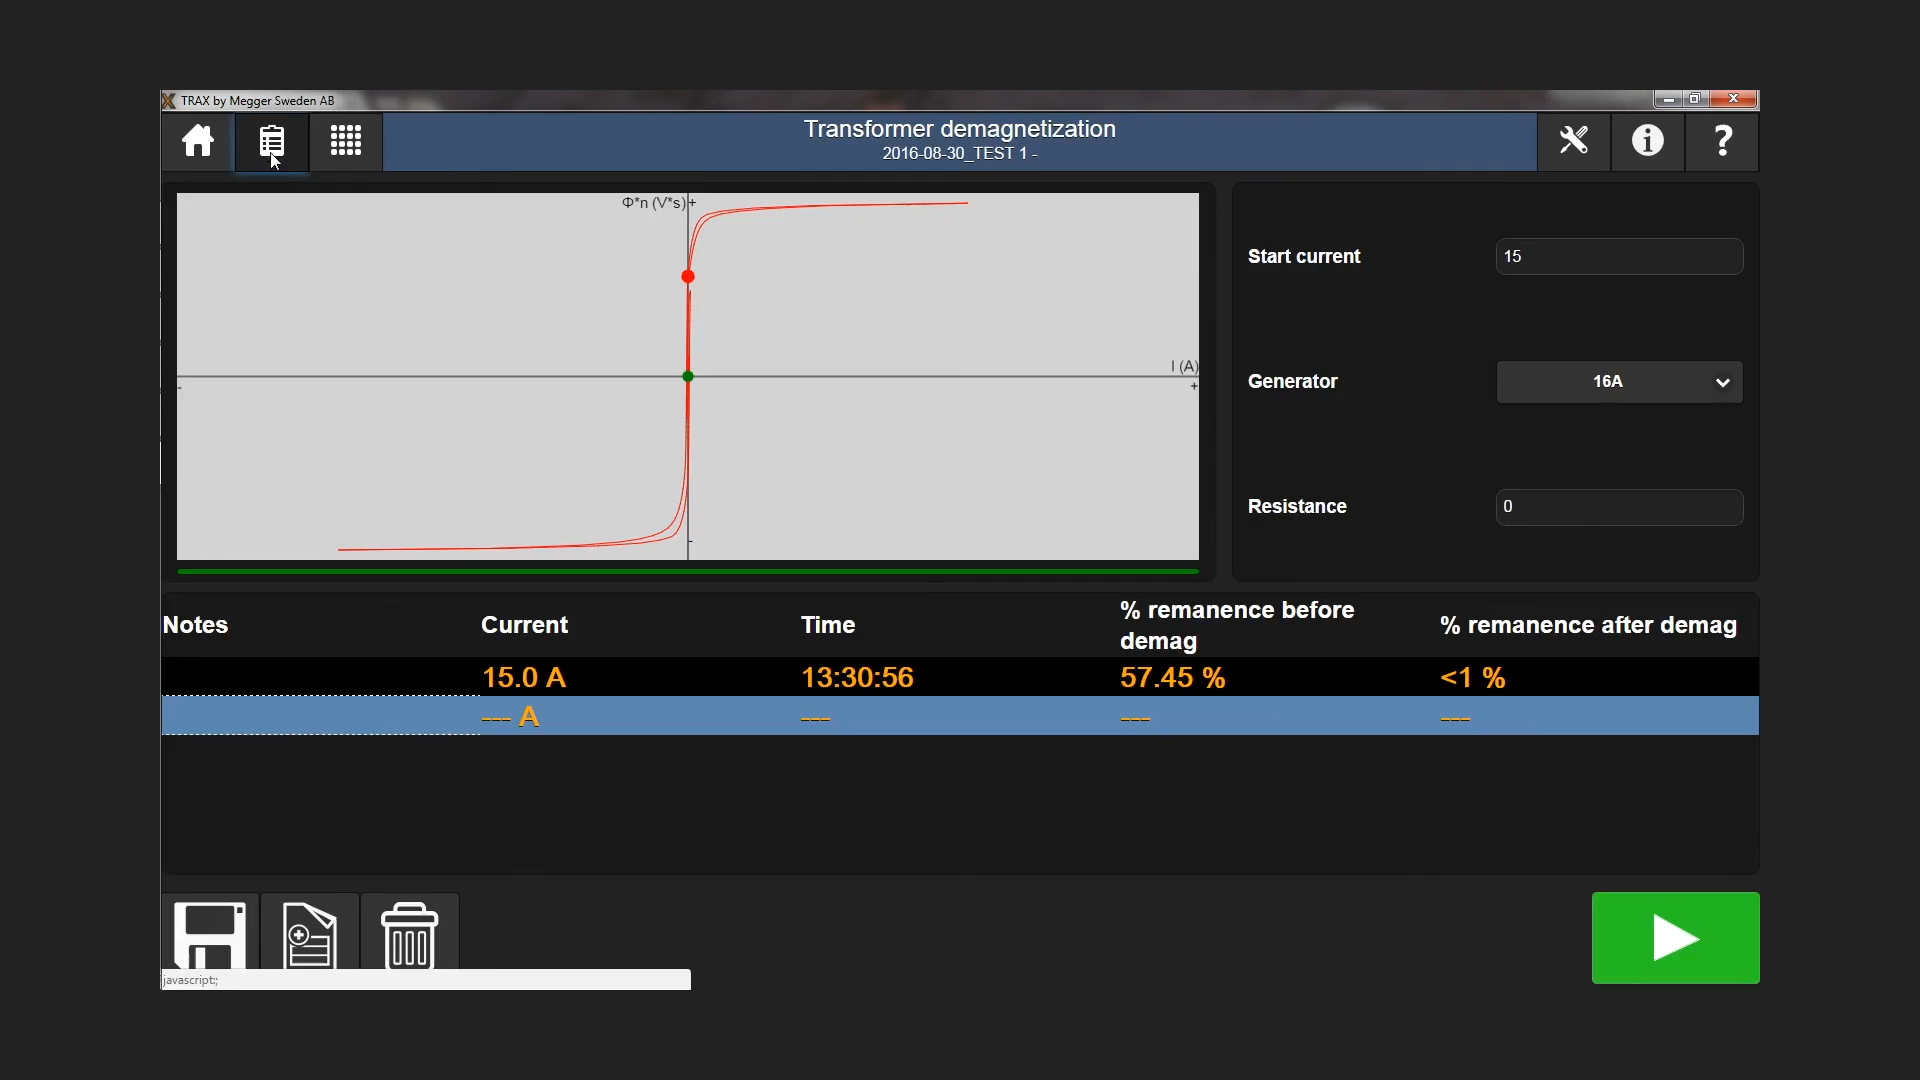 TRAX by Megger Sweden AB
Transformer demagnetization
2016-08-30_TEST 1 -
Φ*n (V*s) +
I (A)
+
-
-
Start current
15
Generator
16A
Resistance
0
Notes
Current
Time
% remanence before
demag
% remanence after demag
15.0 A
13:30:56
57.45 %
<1 %
--- A
---
---
---
javascript:;